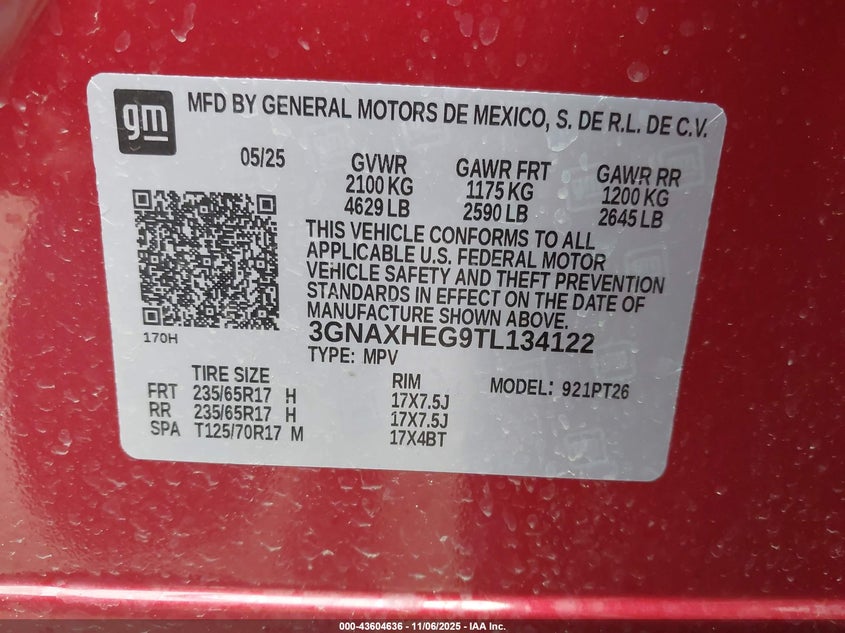 gm
MFD BY GENERAL MOTORS DE MEXICO, S. DE R.L. DE C.V.
05/25 GVWR GAWR FRT GAWR RR
2100 KG 1175 KG 1200 KG
4629 LB 2590 LB 2645 LB
THIS VEHICLE CONFORMS TO ALL
APPLICABLE U.S. FEDERAL MOTOR
VEHICLE SAFETY AND THEFT PREVENTION
STANDARDS IN EFFECT ON THE DATE OF
MANUFACTURE SHOWN ABOVE.
170H 3GNAXHEG9TL134122
TYPE: MPV
TIRE SIZE RIM MODEL: 921PT26
FRT 235/65R17 H 17X7.5J
RR 235/65R17 H 17X7.5J
SPA T125/70R17 M 17X4BT
000-43604636 - 11/06/2025 - IAA Inc.